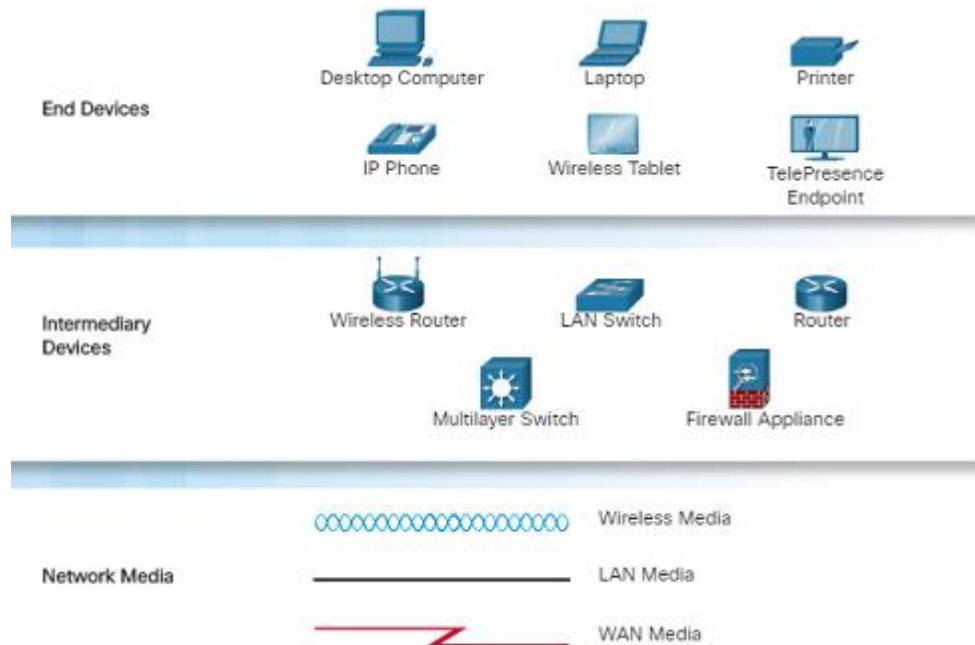 Desktop Computer
Laptop
Printer
End Devices
IP Phone
Wireless Tablet
TelePresence
Endpoint
Wireless Router
LAN Switch
Router
Intermediary
Devices
Multilayer Switch
Firewall Appliance
Wireless Media
Network Media
LAN Media
WAN Media